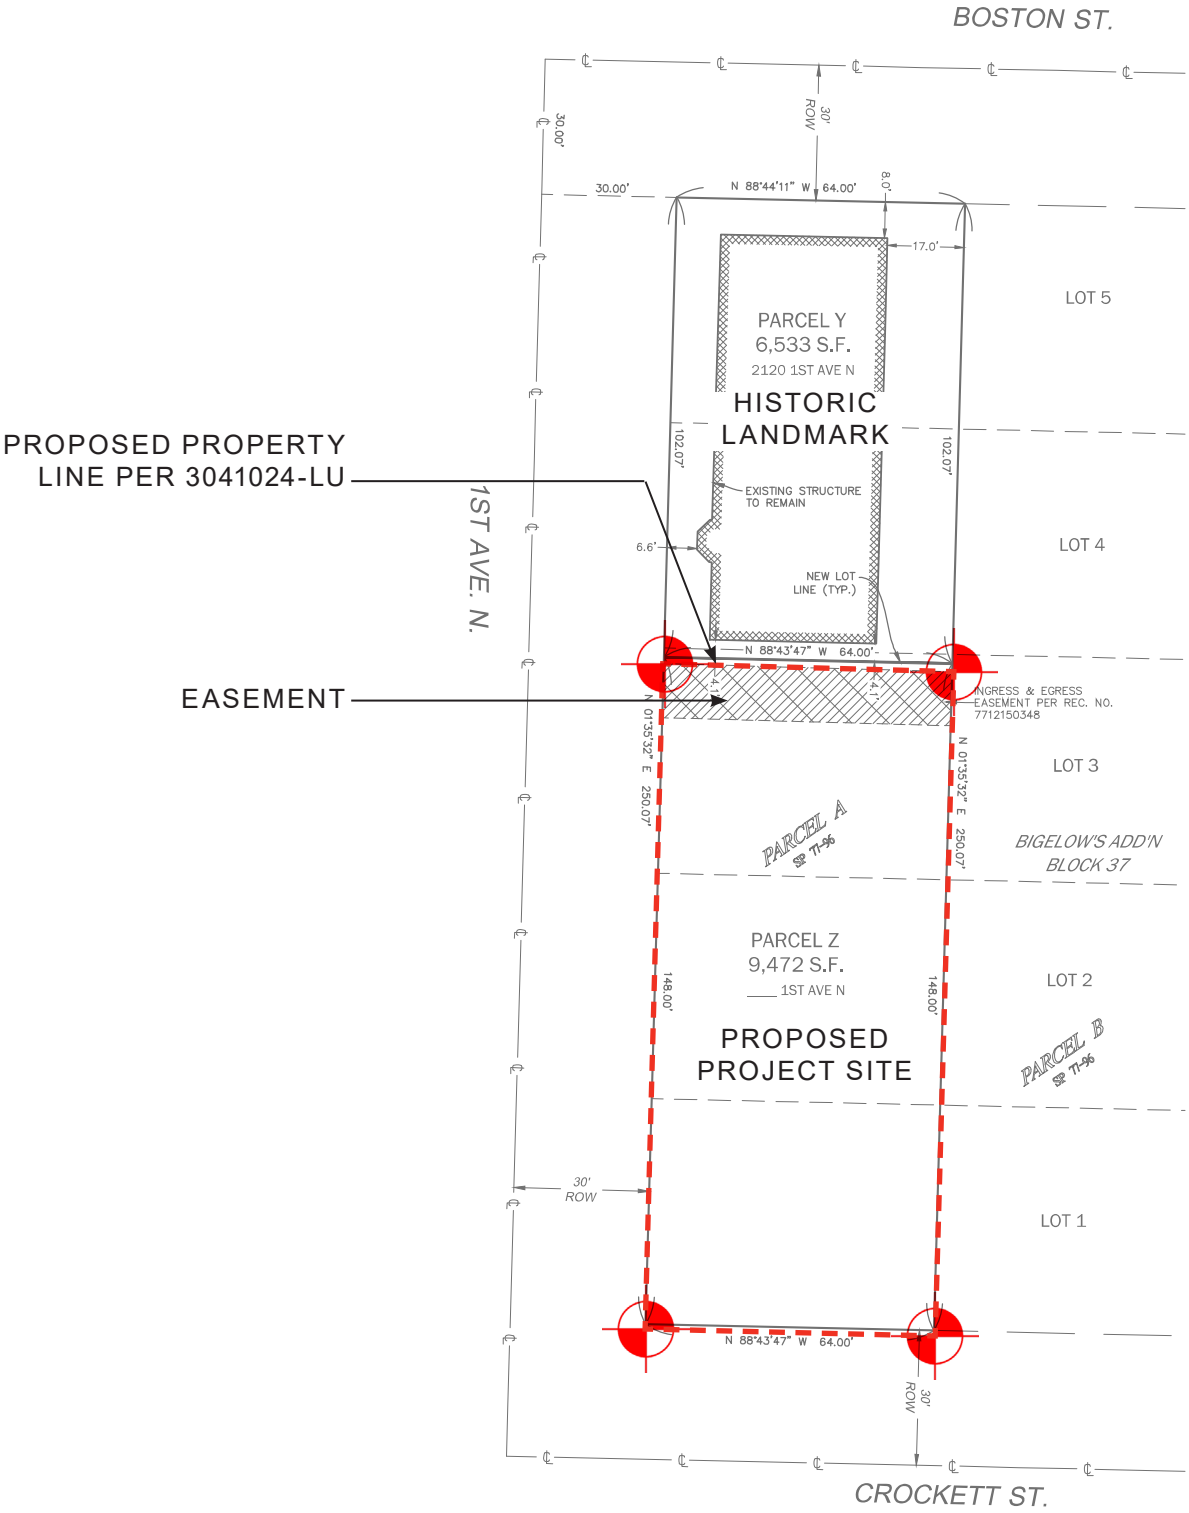 BOSTON ST.
30.00'
30'
ROW
30.00'
N 88°44'11" W 64.00'
8.0'
17.0'
LOT 5
PARCEL Y
6,533 S.F.
2120 1ST AVE N
HISTORIC
LANDMARK
102.07'
102.07'
PROPOSED PROPERTY
LINE PER 3041024-LU
1ST AVE. N.
EXISTING STRUCTURE
TO REMAIN
LOT 4
6.6'
NEW LOT
LINE (TYP.)
N 88°43'47" W 64.00'
EASEMENT
4.1'
4.1'
INGRESS & EGRESS
EASEMENT PER REC. NO.
7712150348
N 01°35'32" E 250.07'
N 01°35'32" E 250.07'
LOT 3
PARCEL A
SP 77-96
BIGELOW'S ADD'N
BLOCK 37
PARCEL Z
9,472 S.F.
____ 1ST AVE N
148.00'
148.00'
LOT 2
PROPOSED
PROJECT SITE
PARCEL B
SP 77-96
30'
ROW
LOT 1
N 88°43'47" W 64.00'
30'
ROW
CROCKETT ST.